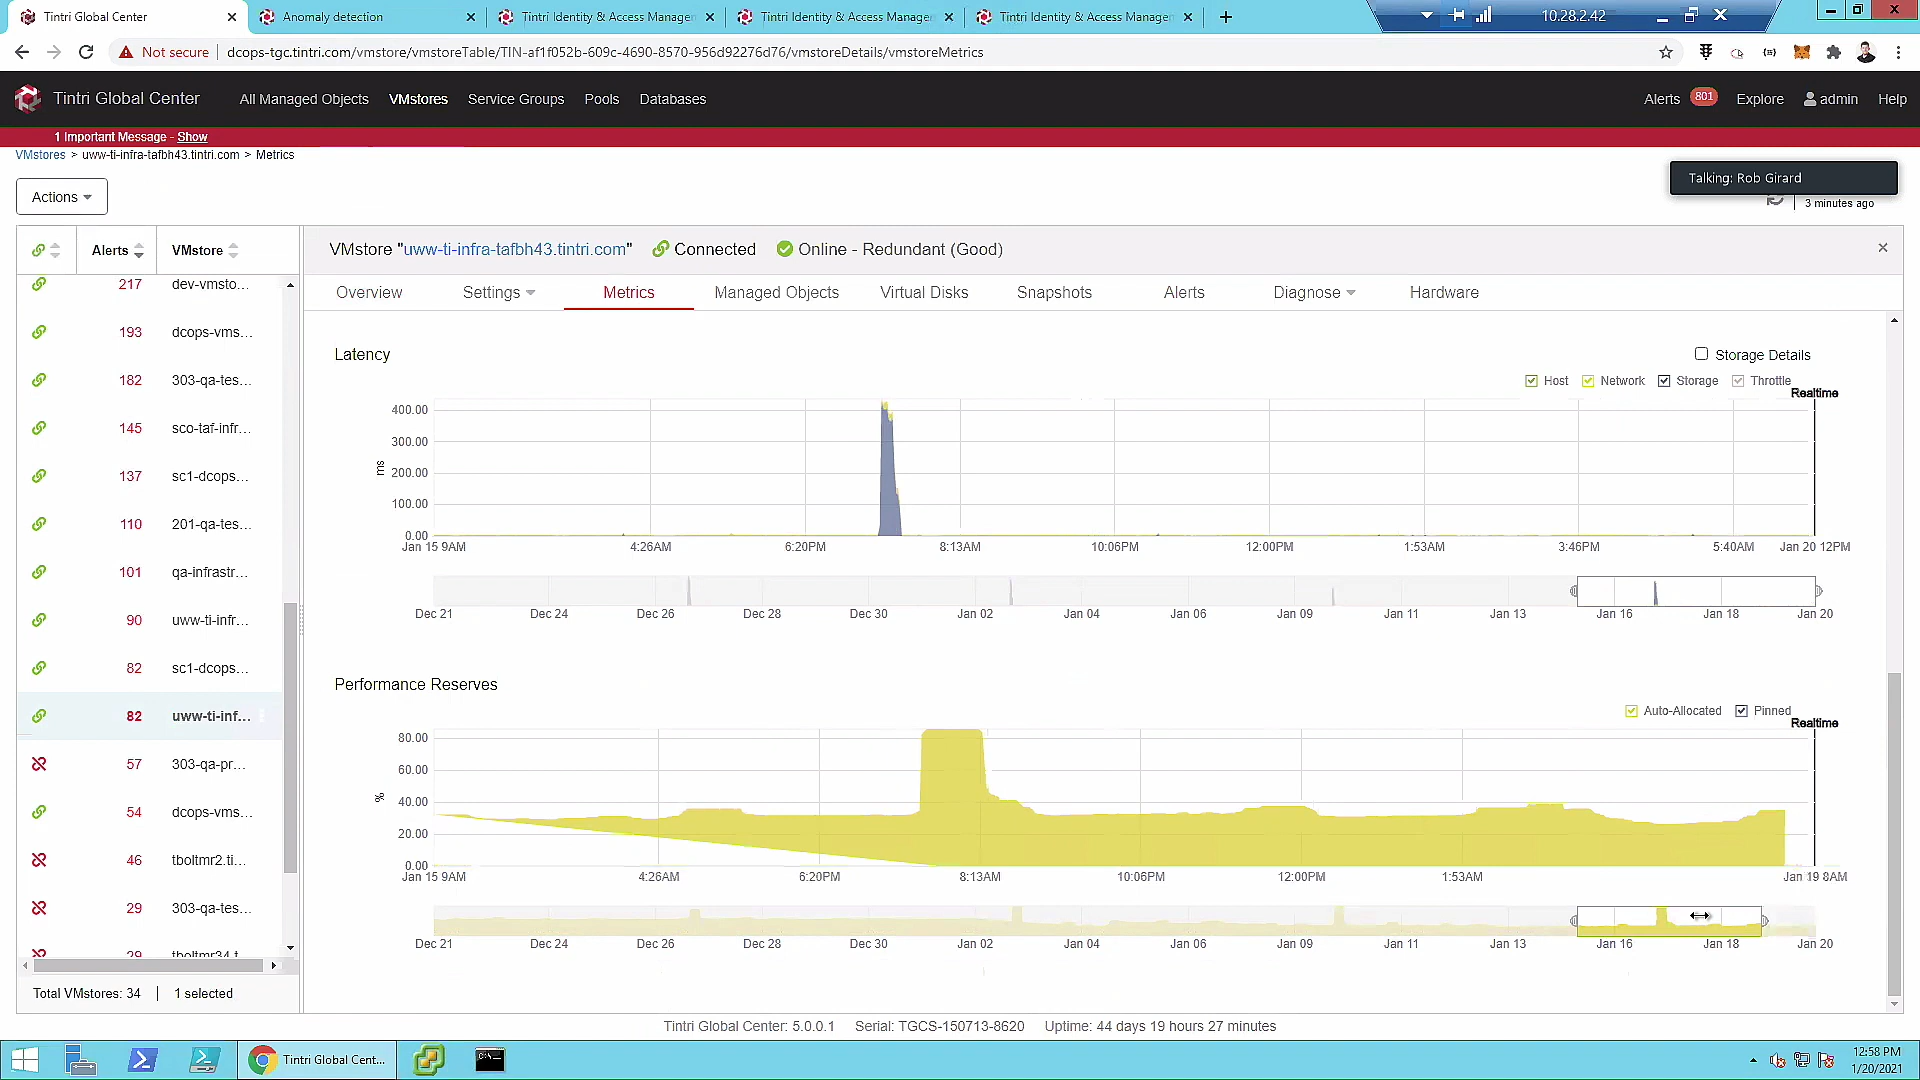 Tintri Global Center
Anomaly detection
Tintri Identity & Access Manage
Tintri Identity & Access Manage
Tintri Identity & Access Manage
10.28.2.42
Not secure
dcops-tgc.tintri.com/vmstore/vmstoreTable/TIN-af1f052b-609c-4690-8570-956d92276d76/vmstoreDetails/vmstoreMetrics
Tintri Global Center
All Managed Objects
VMstores
Service Groups
Pools
Databases
Alerts
801
Explore
admin
Help
1 Important Message - Show
VMstores > uww-ti-infra-tafbh43.tintri.com > Metrics
Talking: Rob Girard
Actions
3 minutes ago
Alerts VMstore
217 dev-vmsto...
193 dcops-vms...
182 303-qa-tes...
145 sco-taf-infr...
137 sc1-dcops...
110 201-qa-tes...
101 qa-infrastr...
90 uww-ti-infr...
82 sc1-dcops...
82 uww-ti-inf...
57 303-qa-pr...
54 dcops-vms...
46 tboltmr2.ti...
29 303-qa-tes...
29 tboltmr34.t
Total VMstores: 34 | 1 selected
VMstore "uww-ti-infra-tafbh43.tintri.com" Connected Online - Redundant (Good)
Overview
Settings
Metrics
Managed Objects
Virtual Disks
Snapshots
Alerts
Diagnose
Hardware
Latency
Storage Details
Host Network Storage Throttle
Realtime
400.00
300.00
200.00
100.00
0.00
ms
Jan 15 9AM 4:26AM 6:20PM 8:13AM 10:06PM 12:00PM 1:53AM 3:46PM 5:40AM Jan 20 12PM
Dec 21 Dec 24 Dec 26 Dec 28 Dec 30 Jan 02 Jan 04 Jan 06 Jan 09 Jan 11 Jan 13 Jan 16 Jan 18 Jan 20
Performance Reserves
Auto-Allocated Pinned
Realtime
80.00
60.00
40.00
20.00
0.00
%
Jan 15 9AM 4:26AM 6:20PM 8:13AM 10:06PM 12:00PM 1:53AM Jan 19 8AM
Dec 21 Dec 24 Dec 26 Dec 28 Dec 30 Jan 02 Jan 04 Jan 06 Jan 09 Jan 11 Jan 13 Jan 16 Jan 18 Jan 20
Tintri Global Center: 5.0.0.1 Serial: TGCS-150713-8620 Uptime: 44 days 19 hours 27 minutes
Tintri Global Cent...
12:58 PM
1/20/2021